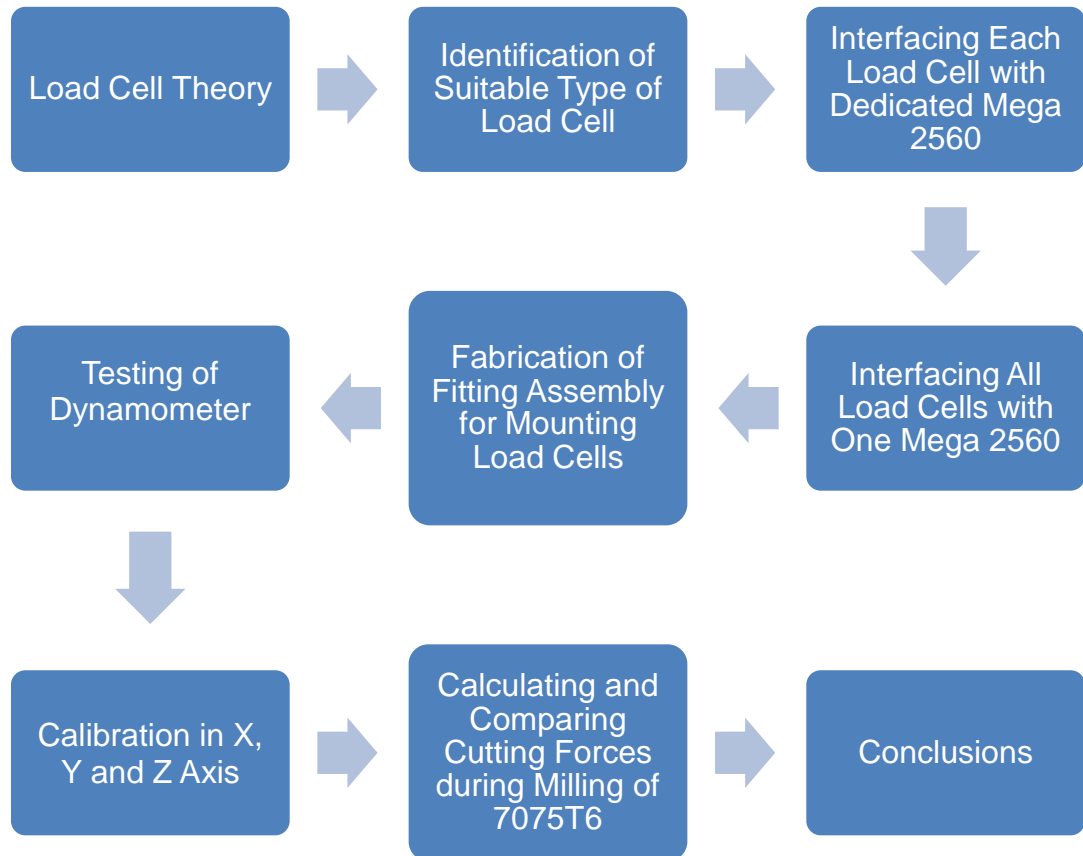 Load Cell Theory
Identification of
Suitable Type of
Load Cell
Interfacing Each
Load Cell with
Dedicated Mega
2560
Interfacing All
Load Cells with
One Mega 2560
Fabrication of
Fitting Assembly
for Mounting
Load Cells
Testing of
Dynamometer
Calibration in X,
Y and Z Axis
Calculating and
Comparing
Cutting Forces
during Milling of
7075T6
Conclusions